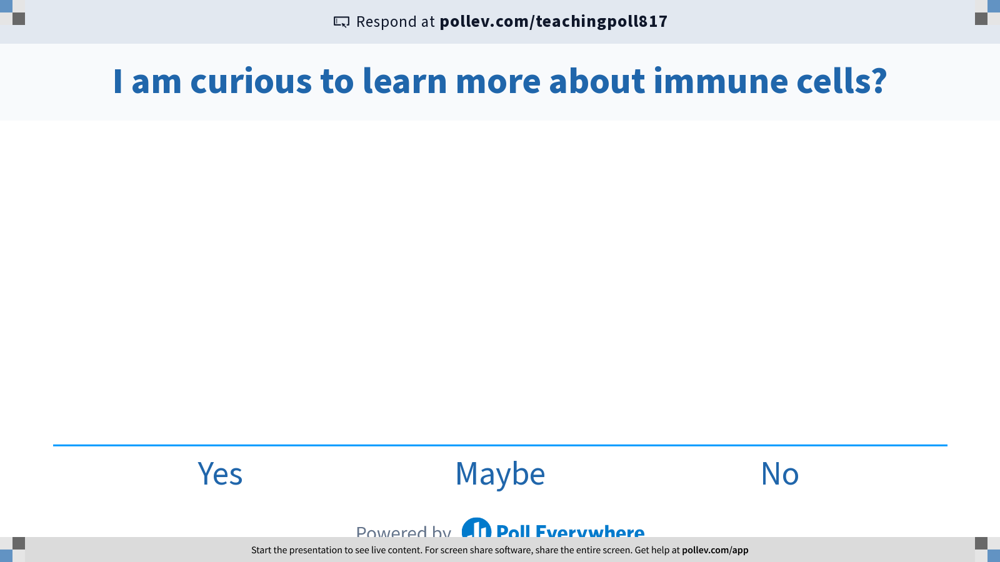 Respond at pollev.com/teachingpoll817
I am curious to learn more about immune cells?
Yes Maybe No
Powered by Poll Everywhere
Start the presentation to see live content. For screen share software, share the entire screen. Get help at pollev.com/app